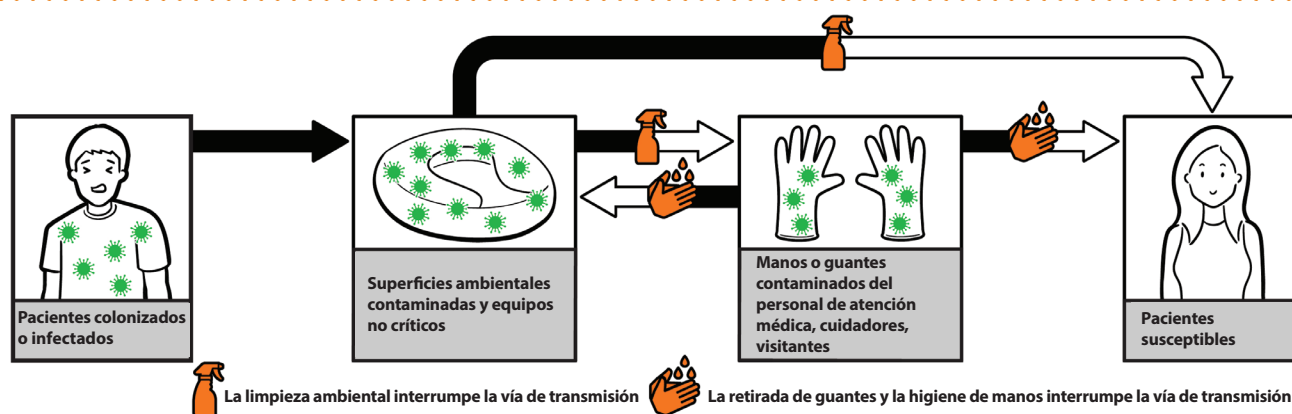 Pacientes colonizados
o infectados
Superficies ambientales
contaminadas y equipos
no críticos
Manos o guantes
contaminados del
personal de atención
médica, cuidadores,
visitantes
Pacientes
susceptibles
La limpieza ambiental interrumpe la vía de transmisión
La retirada de guantes y la higiene de manos interrumpe la vía de transmisión